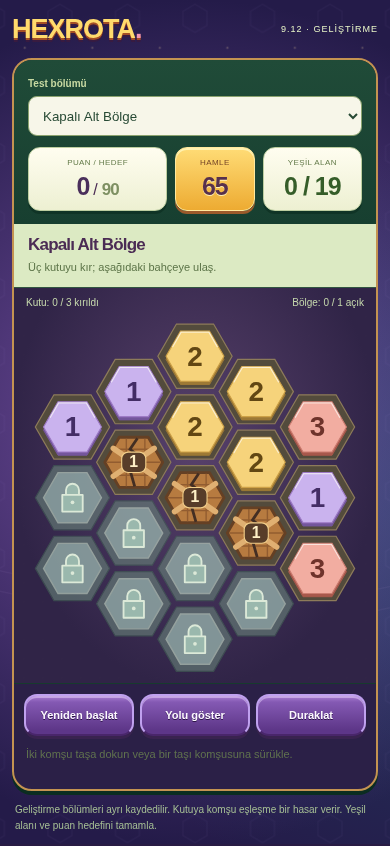 HEXROTA.
9.12 · GELİŞTİRME
Test bölümü
Kapalı Alt Bölge
PUAN / HEDEF
0 / 90
HAMLE
65
YEŞİL ALAN
0 / 19
Kapalı Alt Bölge
Üç kutuyu kır; aşağıdaki bahçeye ulaş.
Kutu: 0 / 3 kırıldı
Bölge: 0 / 1 açık
2
1
2
1
2
3
1
2
1
1
1
3
Yeniden başlat
Yolu göster
Duraklat
İki komşu taşa dokun veya bir taşı komşusuna sürükle.
Geliştirme bölümleri ayrı kaydedilir. Kutuya komşu eşleşme bir hasar verir. Yeşil
alanı ve puan hedefini tamamla.